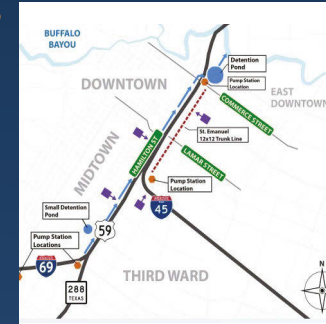 BUFFALO
BAYOU
Detention
Pond
Pump Station
Location
DOWNTOWN
EAST
DOWNTOWN
COMMERCE STREET
St. Emanuel
12x12 Trunk Line
HAMILTON ST
LAMAR STREET
MIDTOWN
Pump Station
Location
45
Small Detention
Pond
59
Pump Station
Locations
69
288
TEXAS
THIRD WARD
N